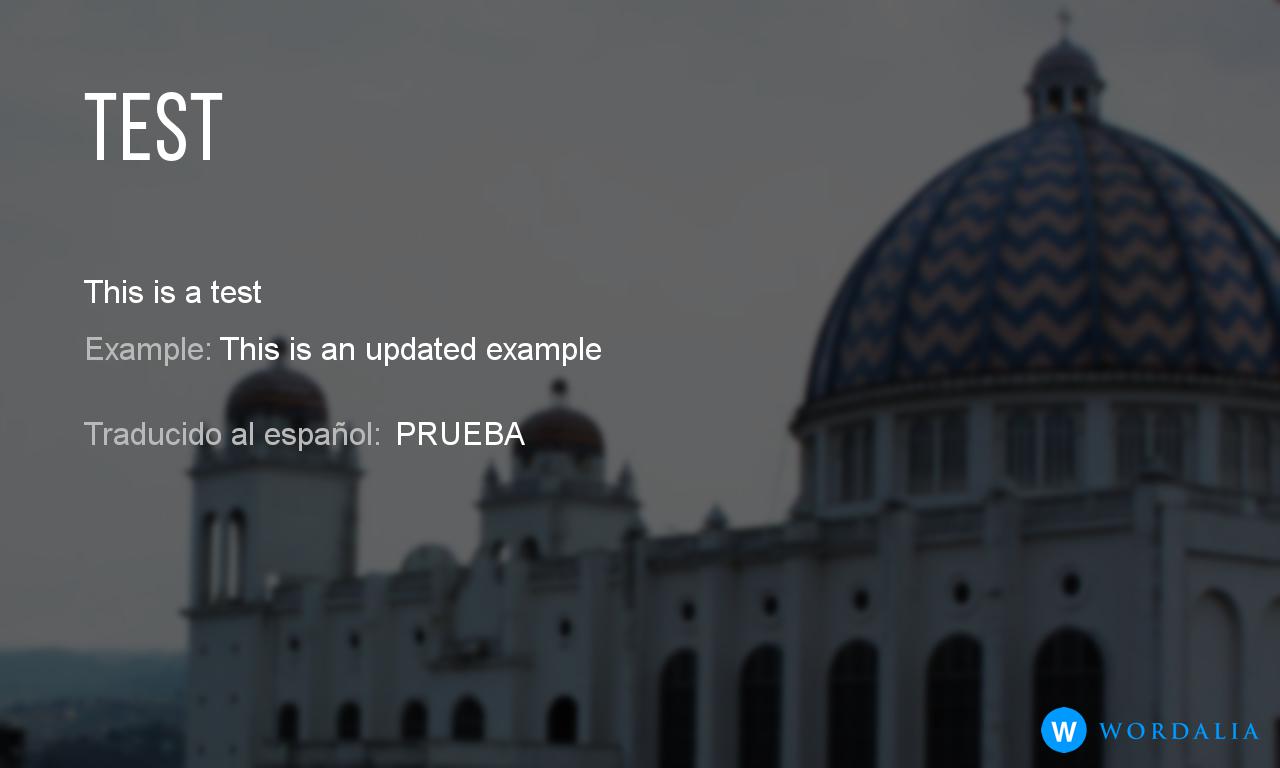 TEST
This is a test
Example: This is an updated example
Traducido al español: PRUEBA
W WORDALIA